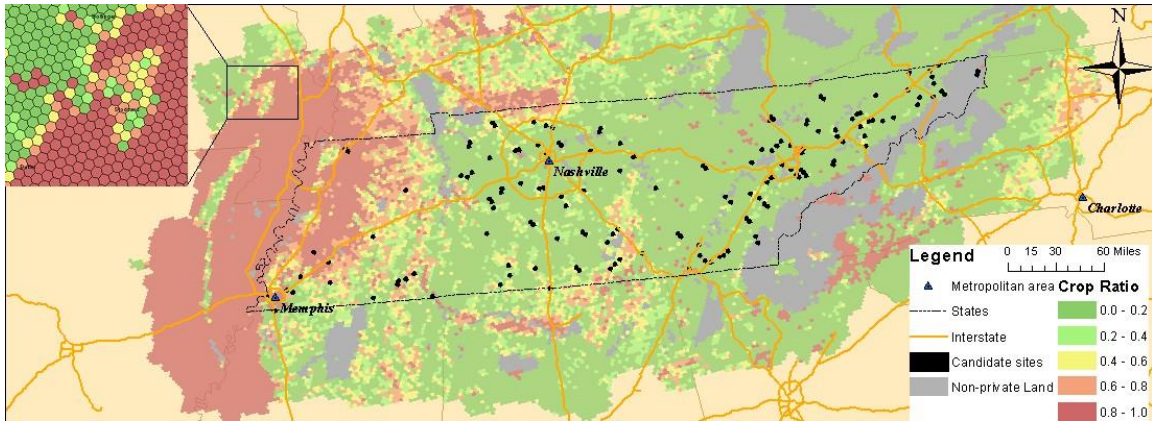 N
Nashville
Charlotte
Memphis
Legend
0 15 30 60 Miles
Metropolitan area
States
Interstate
Candidate sites
Non-private Land
Crop Ratio
0.0 - 0.2
0.2 - 0.4
0.4 - 0.6
0.6 - 0.8
0.8 - 1.0